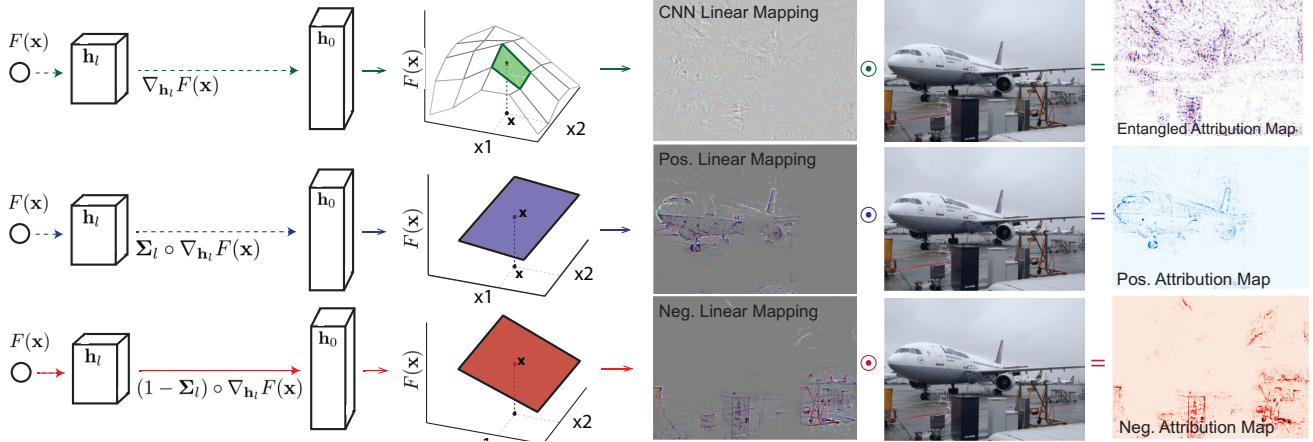 F(x)
h_l
∇_{h_l} F(x)
h_0
F(x)
x
x1
x2
CNN Linear Mapping
⊙
=
Entangled Attribution Map
F(x)
h_l
Σ_l ∘ ∇_{h_l} F(x)
h_0
F(x)
x
x
x1
x2
Pos. Linear Mapping
⊙
=
Pos. Attribution Map
F(x)
h_l
(1 − Σ_l) ∘ ∇_{h_l} F(x)
h_0
F(x)
x
x2
Neg. Linear Mapping
⊙
=
Neg. Attribution Map